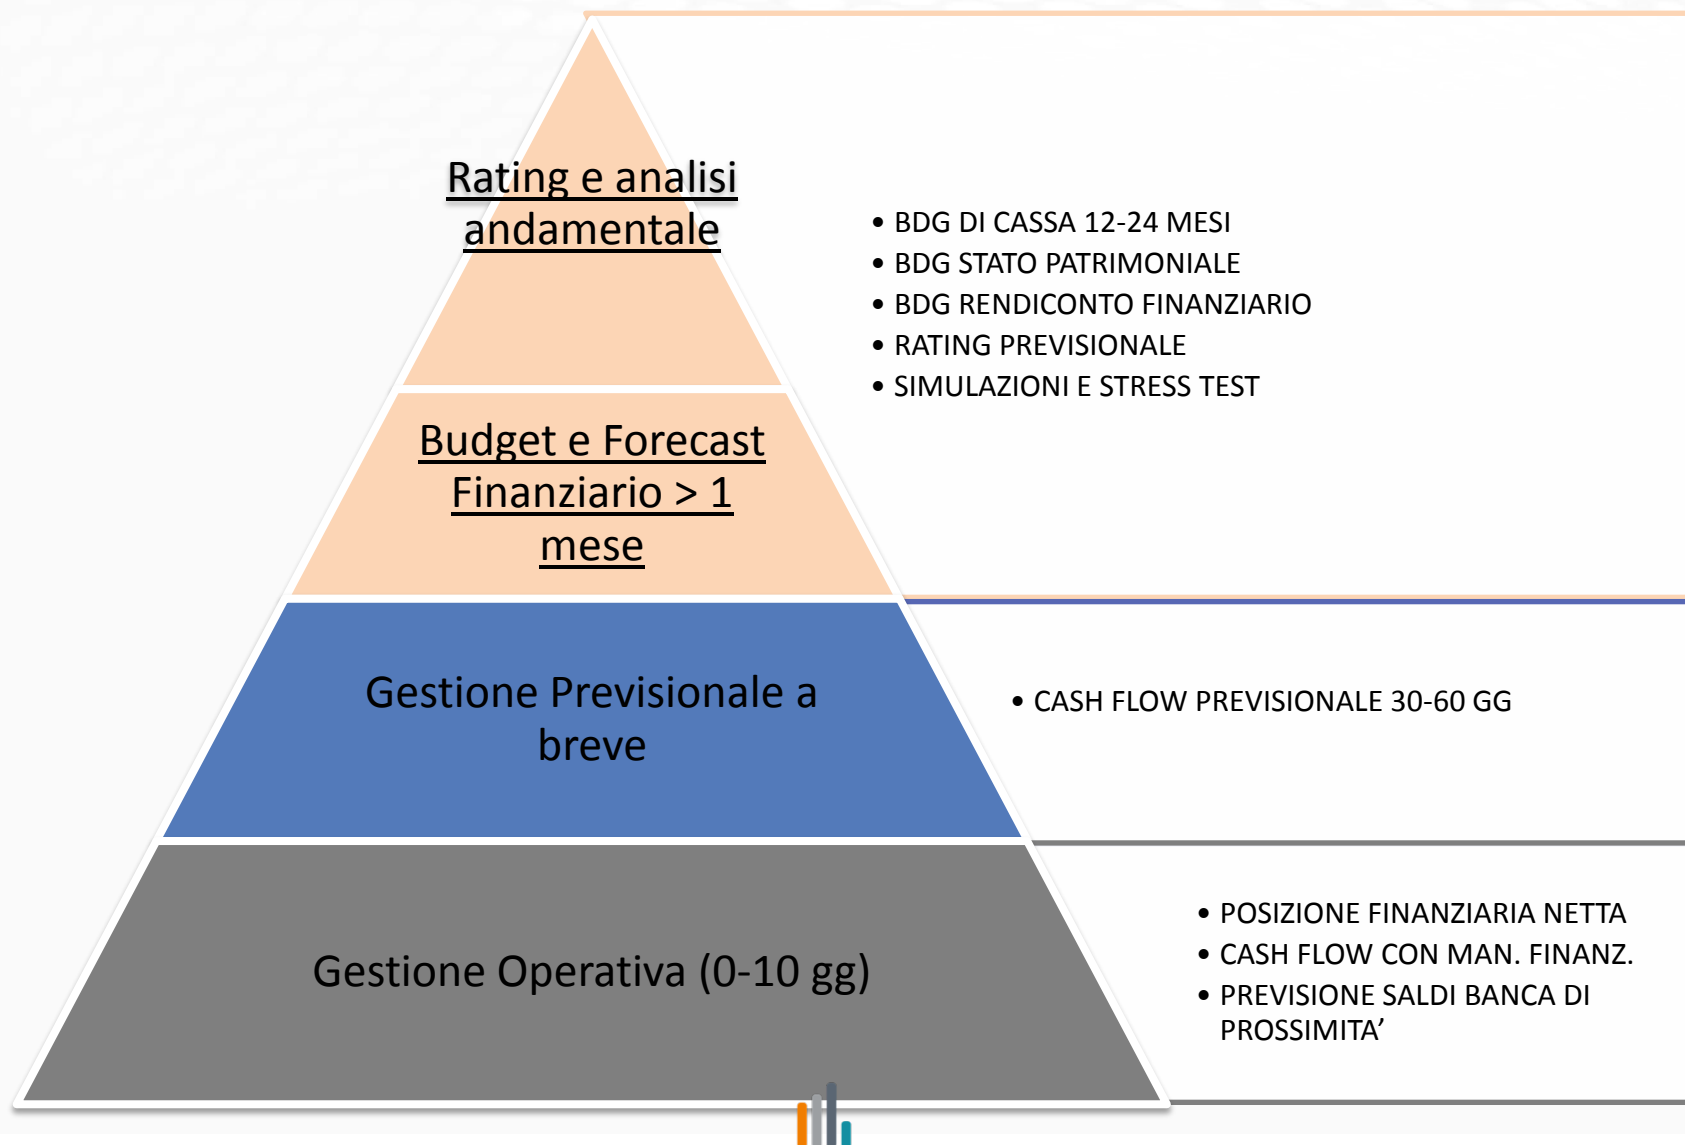 Rating e analisi
andamentale
• BDG DI CASSA 12-24 MESI
• BDG STATO PATRIMONIALE
• BDG RENDICONTO FINANZIARIO
• RATING PREVISIONALE
• SIMULAZIONI E STRESS TEST
Budget e Forecast
Finanziario > 1
mese
Gestione Previsionale a
breve
• CASH FLOW PREVISIONALE 30-60 GG
Gestione Operativa (0-10 gg)
• POSIZIONE FINANZIARIA NETTA
• CASH FLOW CON MAN. FINANZ.
• PREVISIONE SALDI BANCA DI
PROSSIMITA’